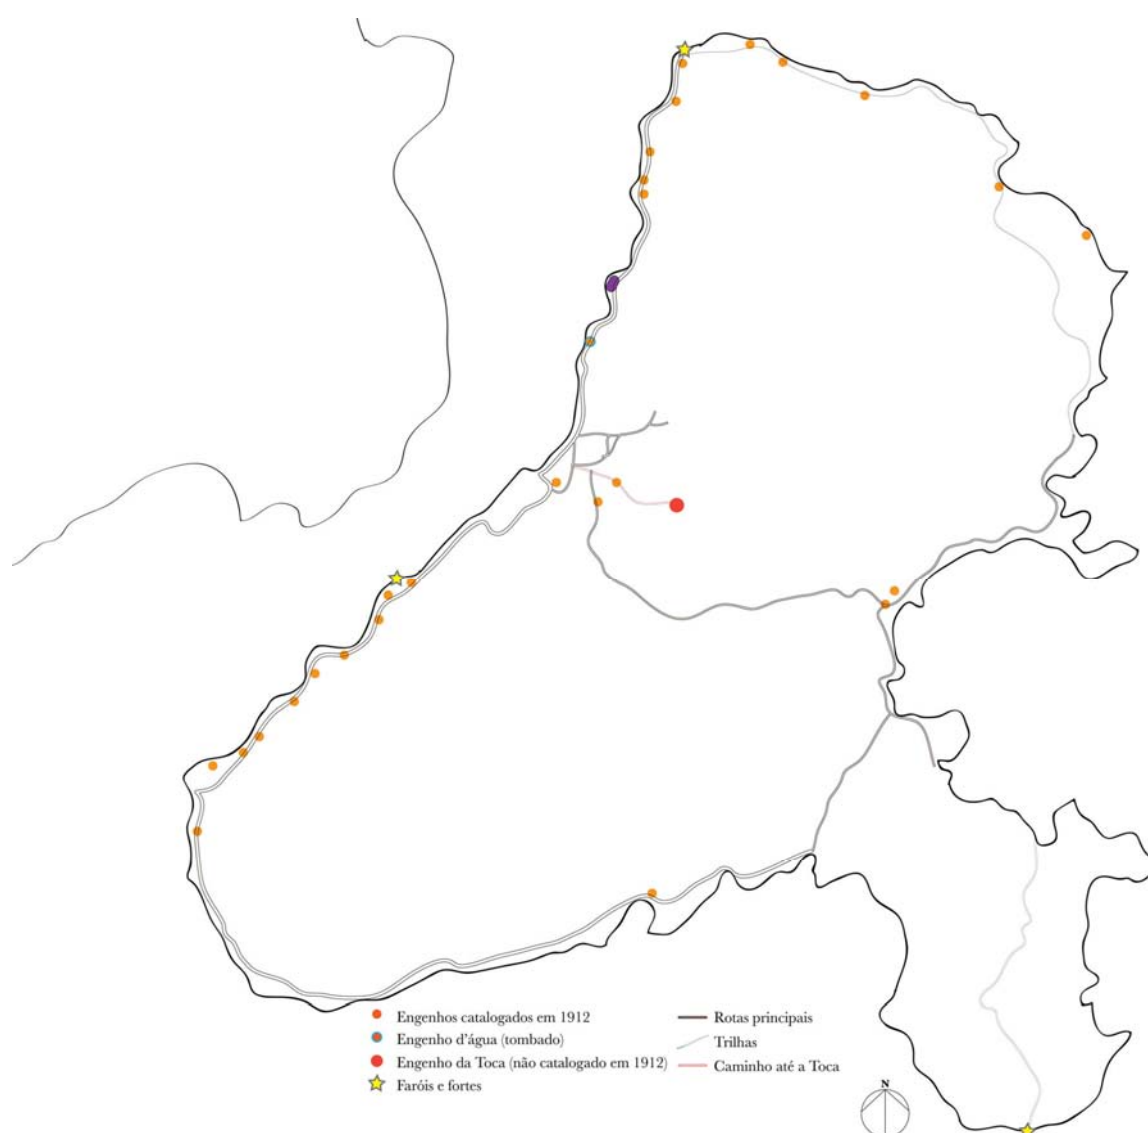 Engenhos catalogados em 1912
Engenho d'água (tombado)
Engenho da Toca (não catalogado em 1912)
Faróis e fortes
Rotas principais
Trilhas
Caminho até a Toca
N